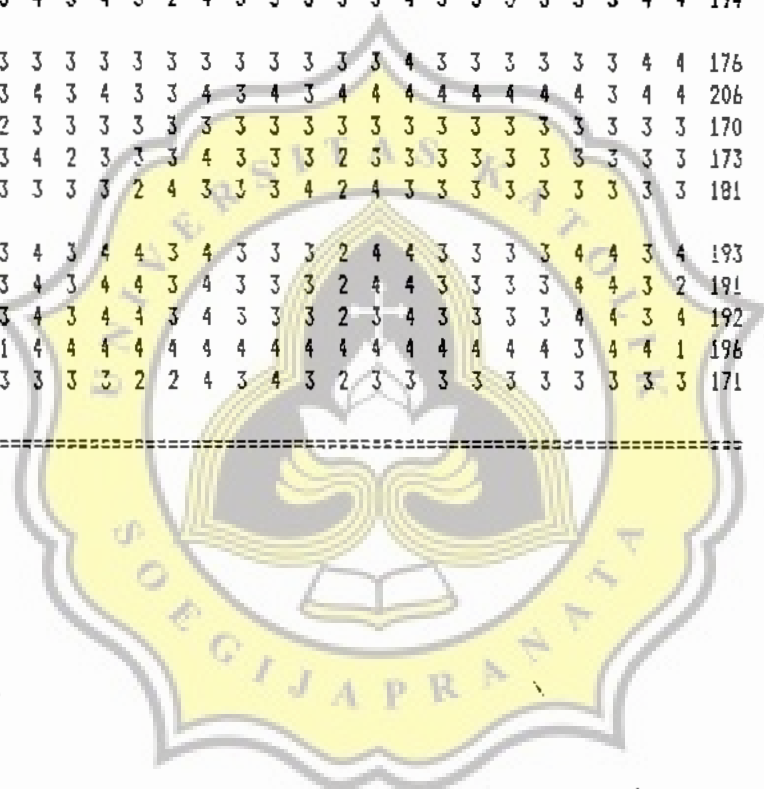 3 3 3 3 3 3 3 3 3 3 3 3 4 3 3 3 3 3 3 4 4 176
3 4 3 4 3 3 4 3 4 3 4 4 4 4 4 4 4 4 3 4 4 206
2 3 3 3 3 3 3 3 3 3 3 3 3 3 3 3 3 3 3 3 3 170
3 4 2 3 3 3 4 3 3 3 2 3 3 3 3 3 3 3 3 3 3 173
3 3 3 3 2 4 3 3 3 4 2 4 3 3 3 3 3 3 3 3 3 181
3 4 3 4 4 3 4 3 3 3 2 4 4 3 3 3 3 4 4 3 4 193
3 4 3 4 4 3 4 3 3 3 2 4 4 3 3 3 3 4 4 3 2 191
3 4 3 4 4 3 4 3 3 3 2 3 4 3 3 3 3 4 4 3 4 192
1 4 4 4 4 4 4 4 4 4 4 4 4 4 4 4 4 3 4 4 1 196
3 3 3 3 2 2 4 3 4 3 2 3 3 3 3 3 3 3 3 3 3 171
UNIVERSITAS KATOLIK
SOEGIJAPRANATA